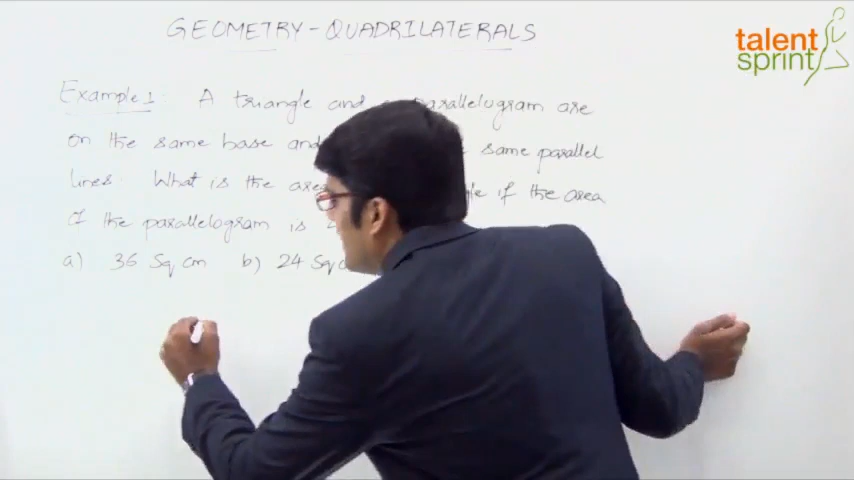 GEOMETRY - QUADRILATERALS
talent
sprint
Example 1 A triangle and a parallelogram are
on the same base and same parallel
lines. What is the area if the area
of the parallelogram is
a) 36 Sq cm b) 24 Sq